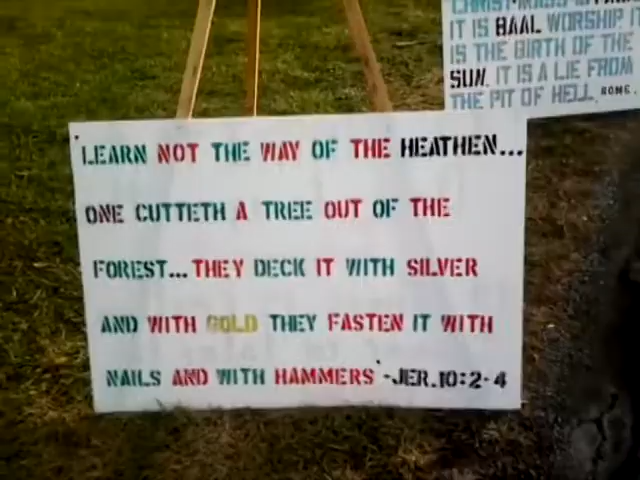 IT IS BAAL WORSHIP
IS THE BIRTH OF THE
SUN. IT IS A LIE FROM
THE PIT OF HELL. ROME.
LEARN NOT THE WAY OF THE HEATHEN...
ONE CUTTETH A TREE OUT OF THE
FOREST...THEY DECK IT WITH SILVER
AND WITH GOLD THEY FASTEN IT WITH
NAILS AND WITH HAMMERS -JER.10:2-4